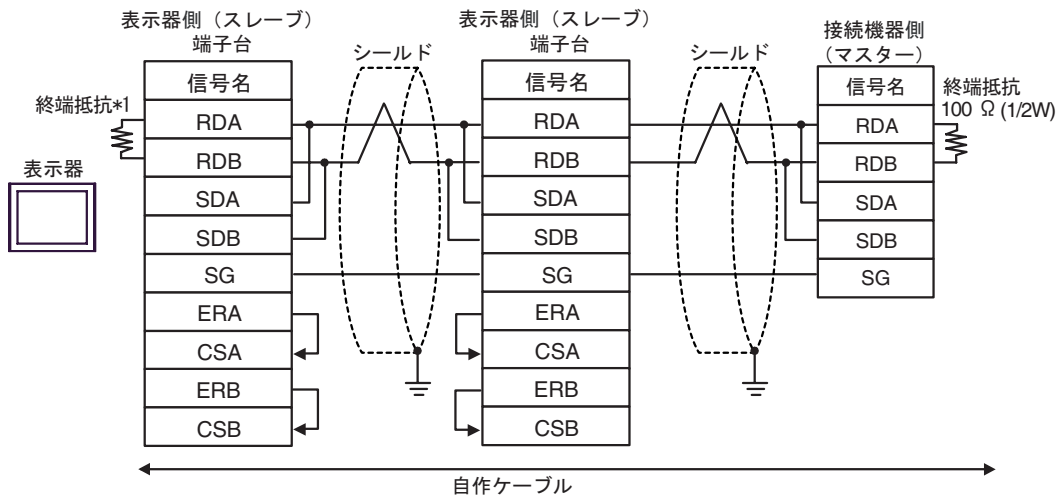 表示器側（スレーブ）
端子台
シールド
表示器側（スレーブ）
端子台
シールド
接続機器側
（マスター）
終端抵抗*1
表示器
信号名
RDA
RDB
SDA
SDB
SG
ERA
CSA
ERB
CSB
信号名
RDA
RDB
SDA
SDB
SG
ERA
CSA
ERB
CSB
信号名
RDA
RDB
SDA
SDB
SG
終端抵抗
100 Ω (1/2W)
自作ケーブル